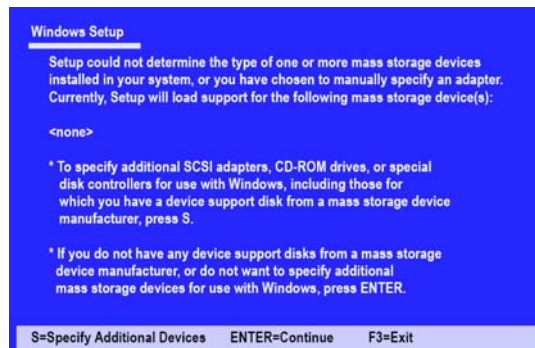 Windows Setup
Setup could not determine the type of one or more mass storage devices
installed in your system, or you have chosen to manually specify an adapter.
Currently, Setup will load support for the following mass storage device(s):
<none>
* To specify additional SCSI adapters, CD-ROM drives, or special
disk controllers for use with Windows, including those for
which you have a device support disk from a mass storage device
manufacturer, press S.
* If you do not have any device support disks from a mass storage
device manufacturer, or do not want to specify additional
mass storage devices for use with Windows, press ENTER.
S=Specify Additional Devices ENTER=Continue F3=Exit